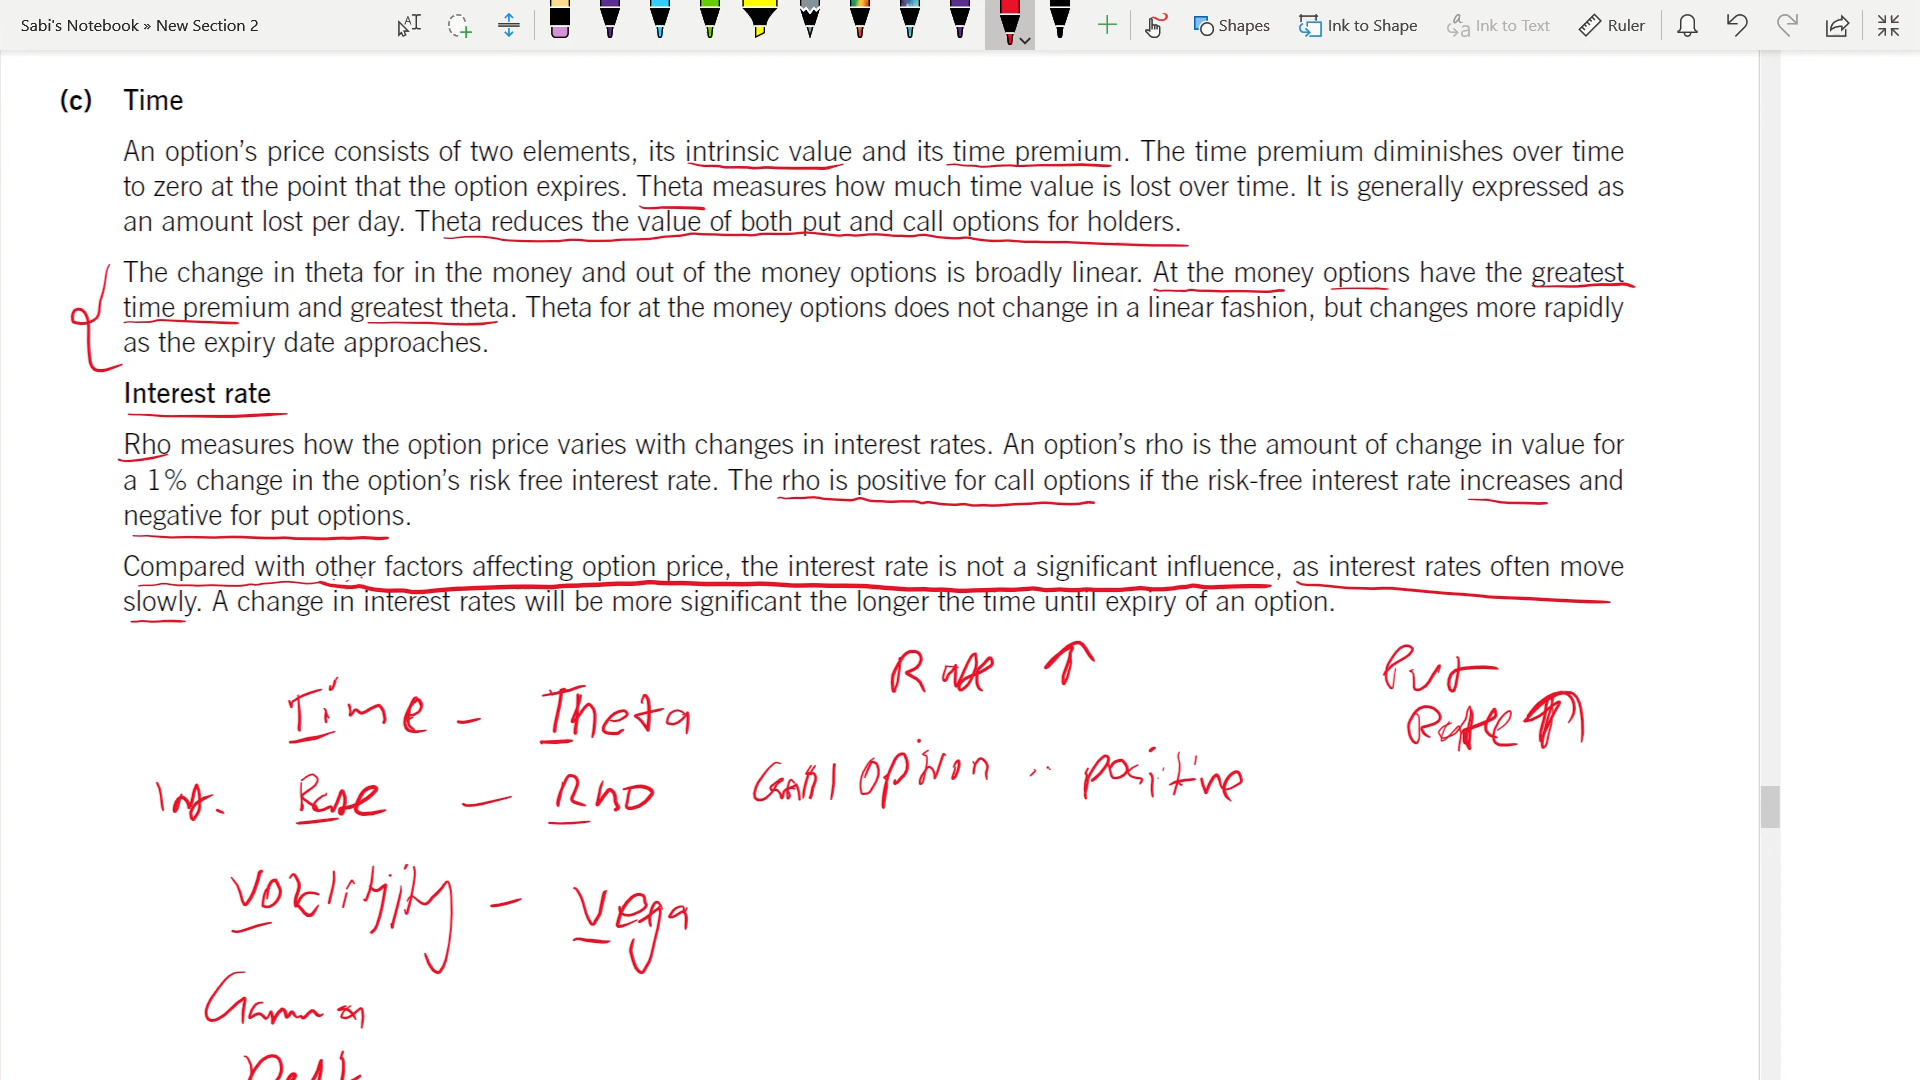 Sabi's Notebook » New Section 2
Shapes
Ink to Shape
Ink to Text
Ruler
(c) Time
An option's price consists of two elements, its intrinsic value and its time premium. The time premium diminishes over time
to zero at the point that the option expires. Theta measures how much time value is lost over time. It is generally expressed as
an amount lost per day. Theta reduces the value of both put and call options for holders.
The change in theta for in the money and out of the money options is broadly linear. At the money options have the greatest
time premium and greatest theta. Theta for at the money options does not change in a linear fashion, but changes more rapidly
as the expiry date approaches.
Interest rate
Rho measures how the option price varies with changes in interest rates. An option's rho is the amount of change in value for
a 1% change in the option's risk free interest rate. The rho is positive for call options if the risk-free interest rate increases and
negative for put options.
Compared with other factors affecting option price, the interest rate is not a significant influence, as interest rates often move
slowly. A change in interest rates will be more significant the longer the time until expiry of an option.
Rate ↑
Put
Rate ↑
Time - Theta
Call option .. positive
Int. Rate - Rho
Volitility - Vega
Gamma